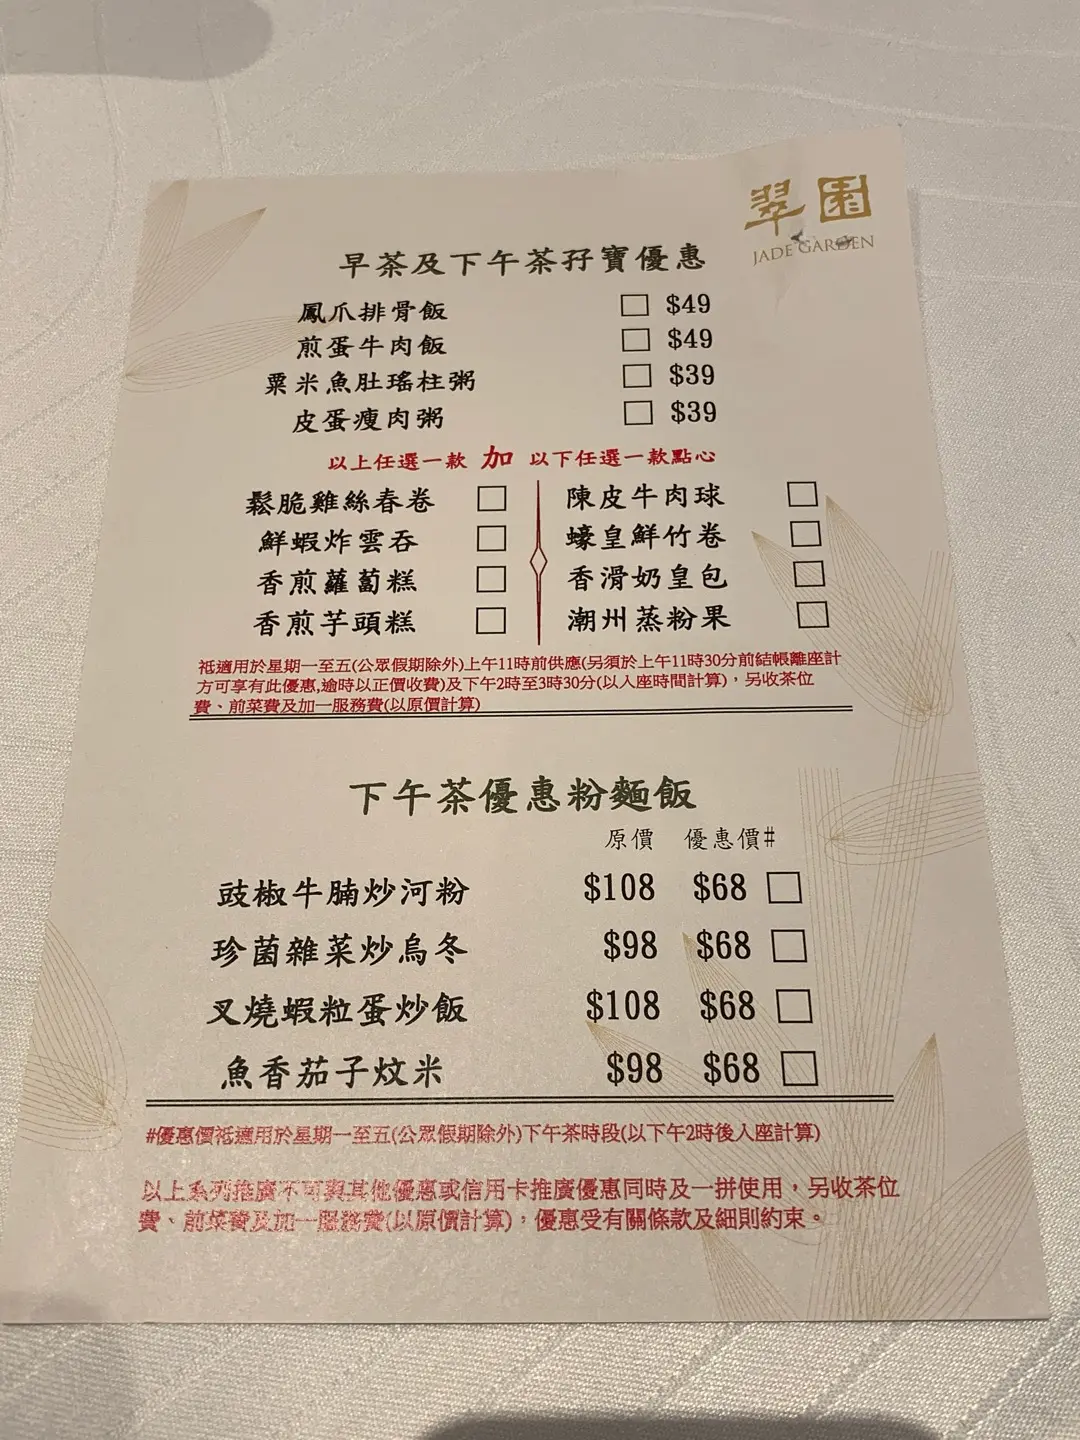 翠園
JADE GARDEN
早茶及下午茶孖寶優惠
鳳爪排骨飯 $49
煎蛋牛肉飯 $49
粟米魚肚瑤柱粥 $39
皮蛋瘦肉粥 $39
以上任選一款 加 以下任選一款點心
鬆脆雞絲春卷 陳皮牛肉球
鮮蝦炸雲吞 蠔皇鮮竹卷
香煎蘿蔔糕 香滑奶皇包
香煎芋頭糕 潮州蒸粉果
祗適用於星期一至五(公眾假期除外)上午11時前供應(另須於上午11時30分前結帳離座計
方可享有此優惠,逾時以正價收費)及下午2時至3時30分(以入座時間計算)，另收茶位
費、前菜費及加一服務費(以原價計算)
下午茶優惠粉麵飯
原價 優惠價#
豉椒牛腩炒河粉 $108 $68
珍菌雜菜炒烏冬 $98 $68
叉燒蝦粒蛋炒飯 $108 $68
魚香茄子炆米 $98 $68
#優惠價祗適用於星期一至五(公眾假期除外)下午茶時段(以下午2時後入座計算)
以上系列推廣不可與其他優惠或信用卡推廣優惠同時及一拼使用，另收茶位
費、前菜費及加一服務費(以原價計算)，優惠受有關條款及細則約束。